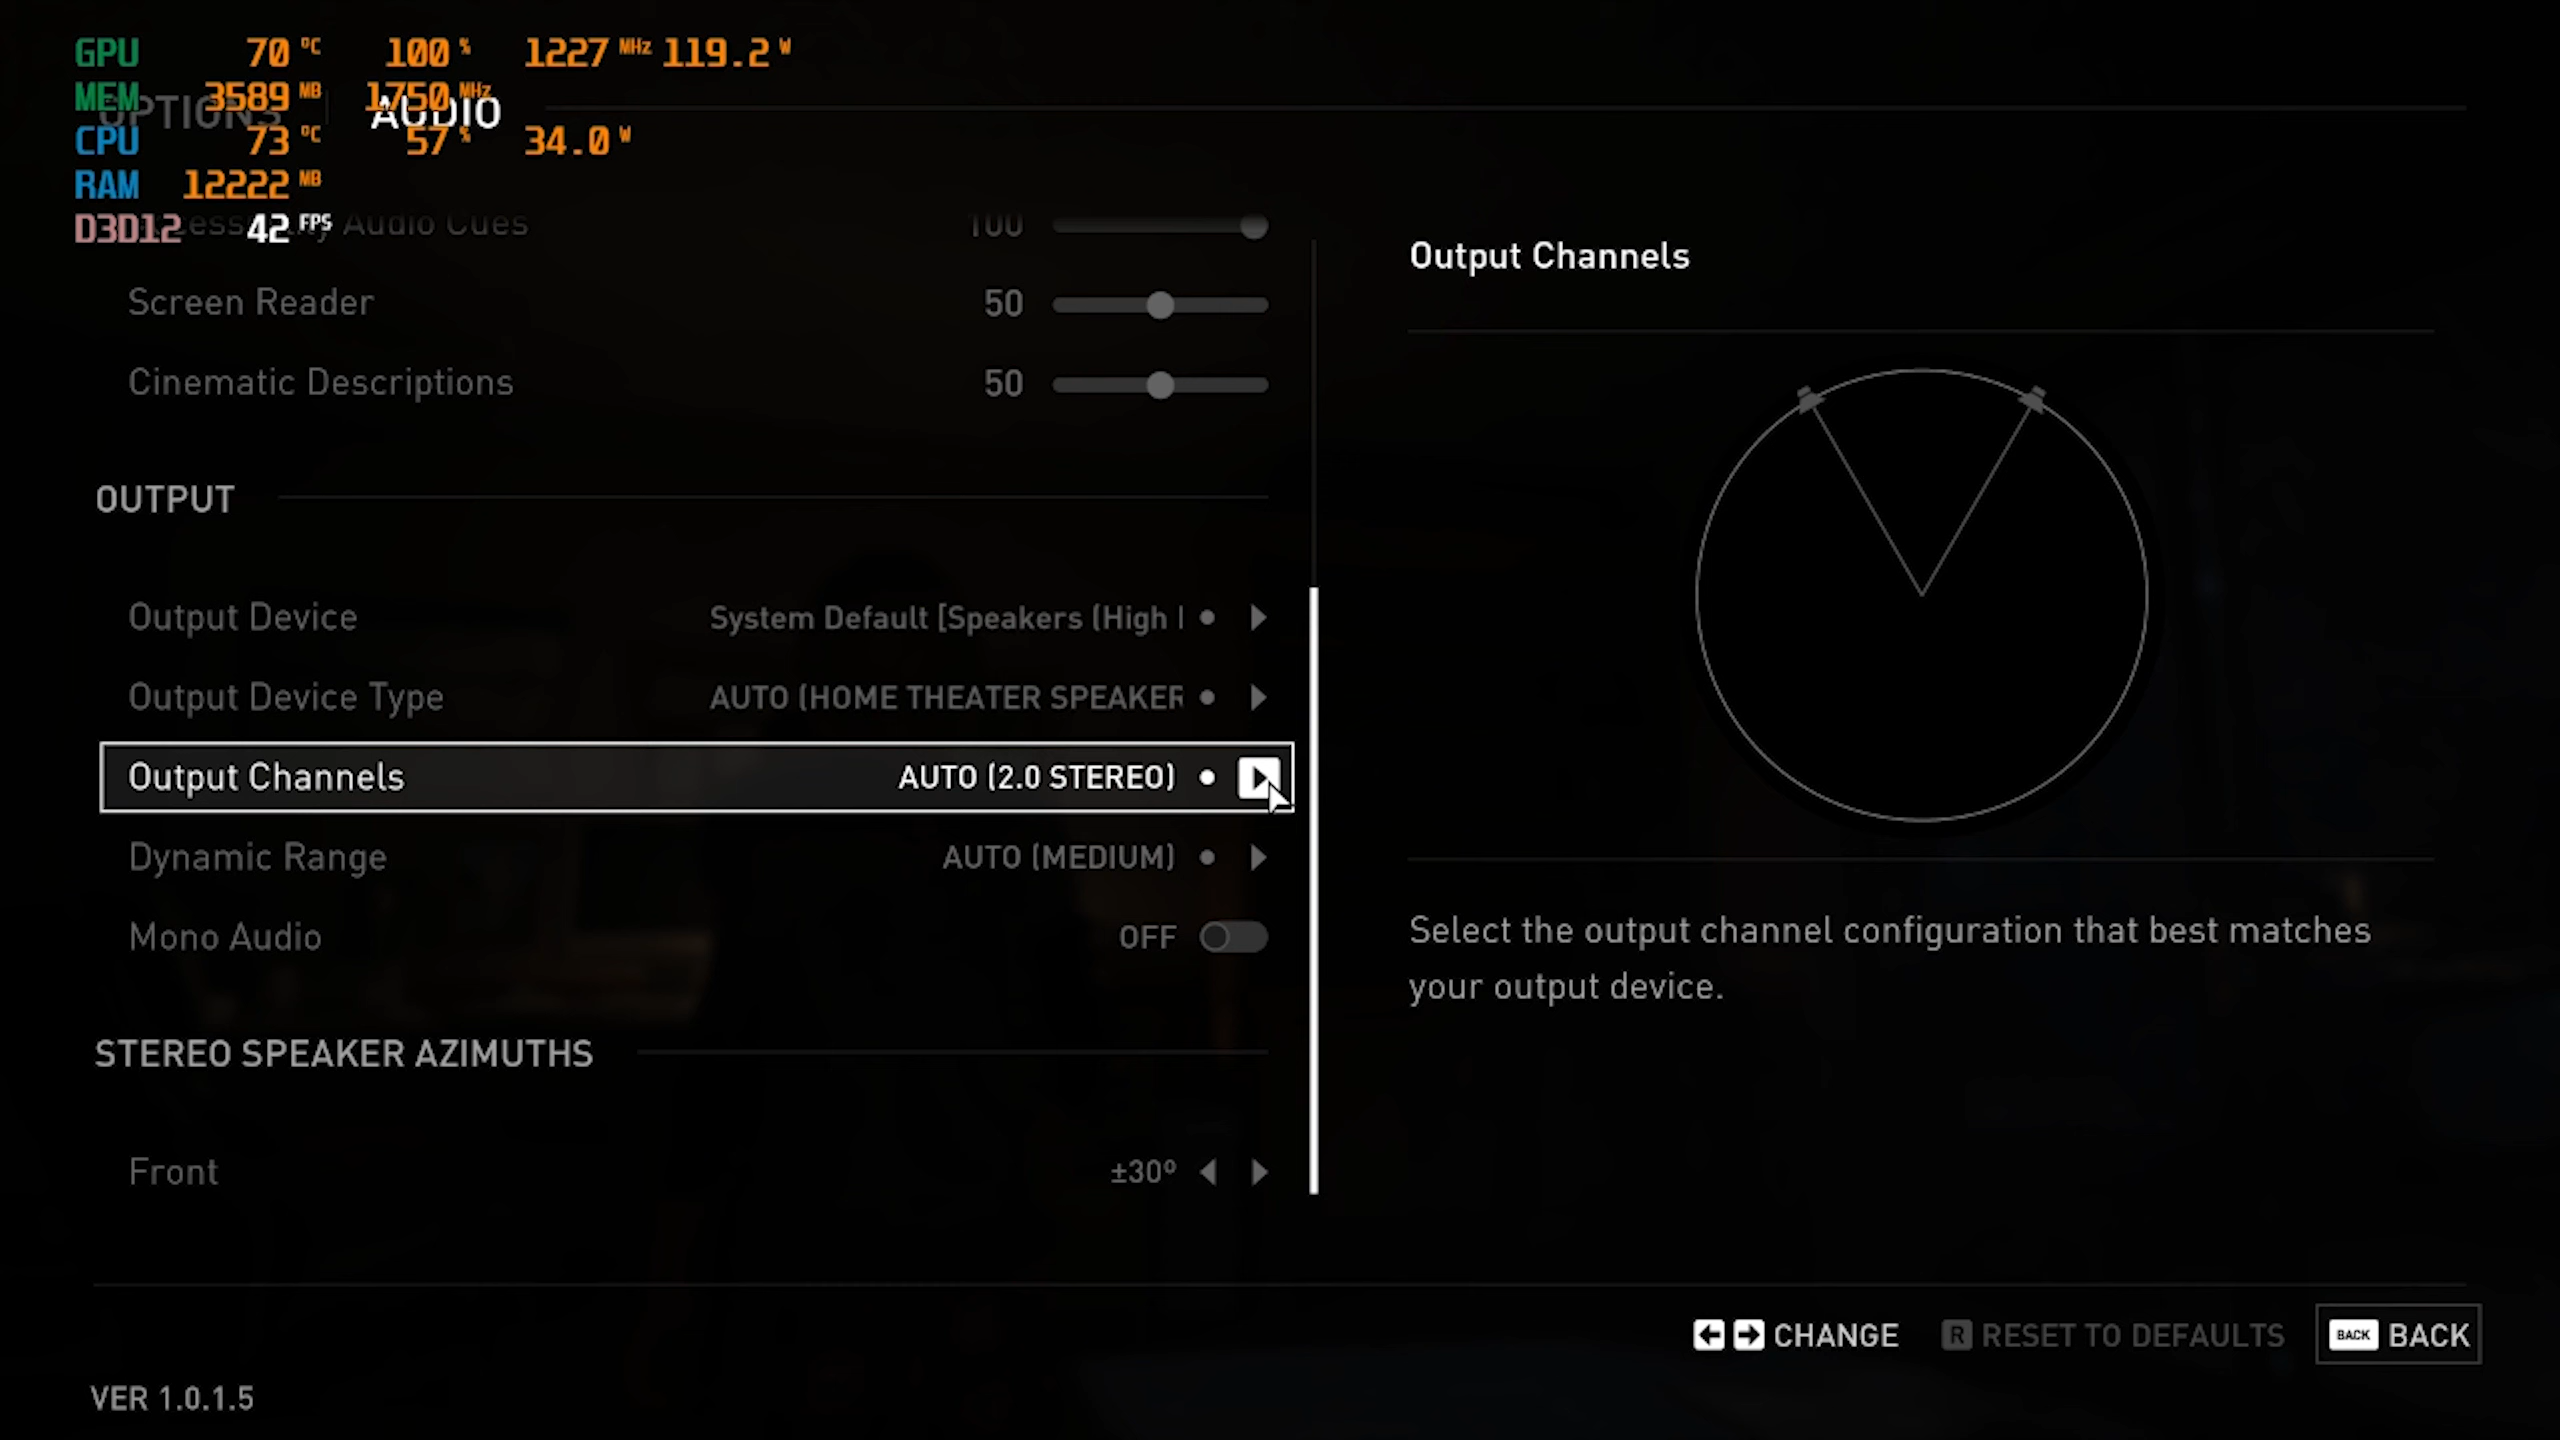 GPU 70 °C 100 % 1227 MHz 119.2 W
MEM 3589 MB 1750 MHz
OPTIONS AUDIO
CPU 73 °C 57 % 34.0 W
RAM 12222 MB
D3D12 42 FPS
Audio Cues 100
Screen Reader 50
Cinematic Descriptions 50
OUTPUT
Output Device System Default [Speakers (High
Output Device Type AUTO (HOME THEATER SPEAKER
Output Channels AUTO (2.0 STEREO)
Dynamic Range AUTO (MEDIUM)
Mono Audio OFF
STEREO SPEAKER AZIMUTHS
Front ±30º
Output Channels
Select the output channel configuration that best matches
your output device.
CHANGE R RESET TO DEFAULTS BACK BACK
VER 1.0.1.5